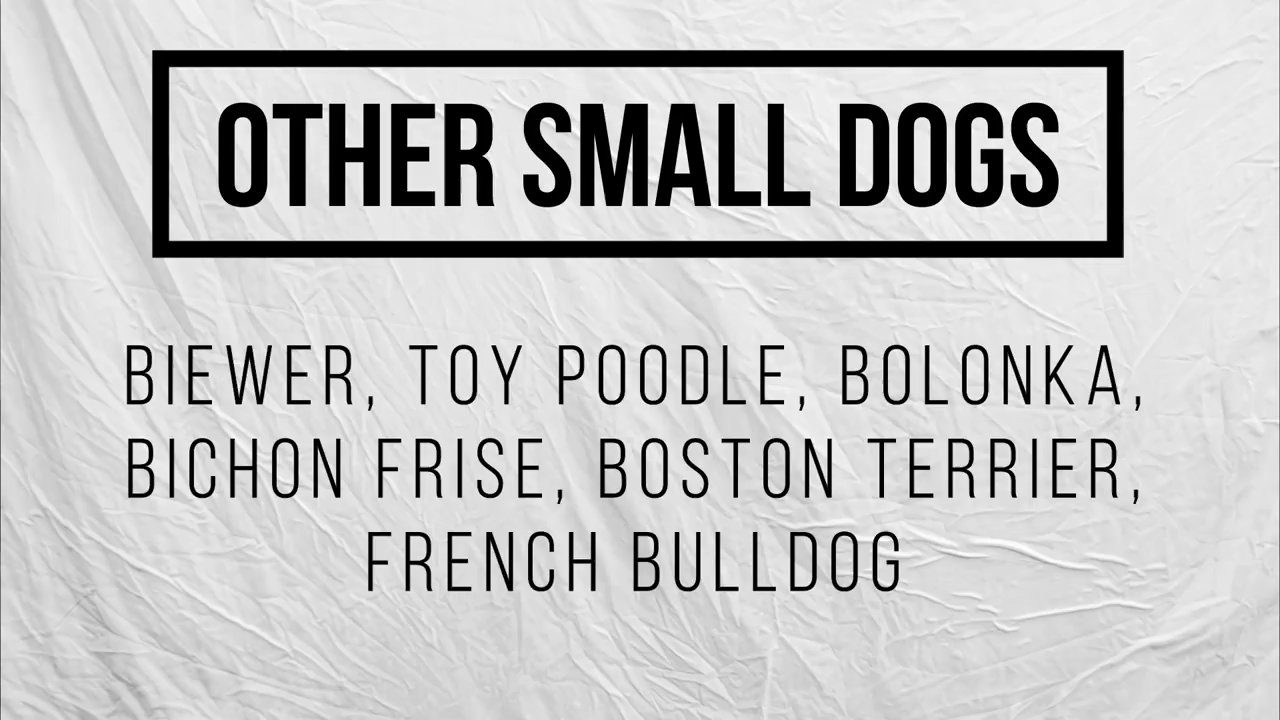 OTHER SMALL DOGS
BIEWER, TOY POODLE, BOLONKA,
BICHON FRISE, BOSTON TERRIER,
FRENCH BULLDOG